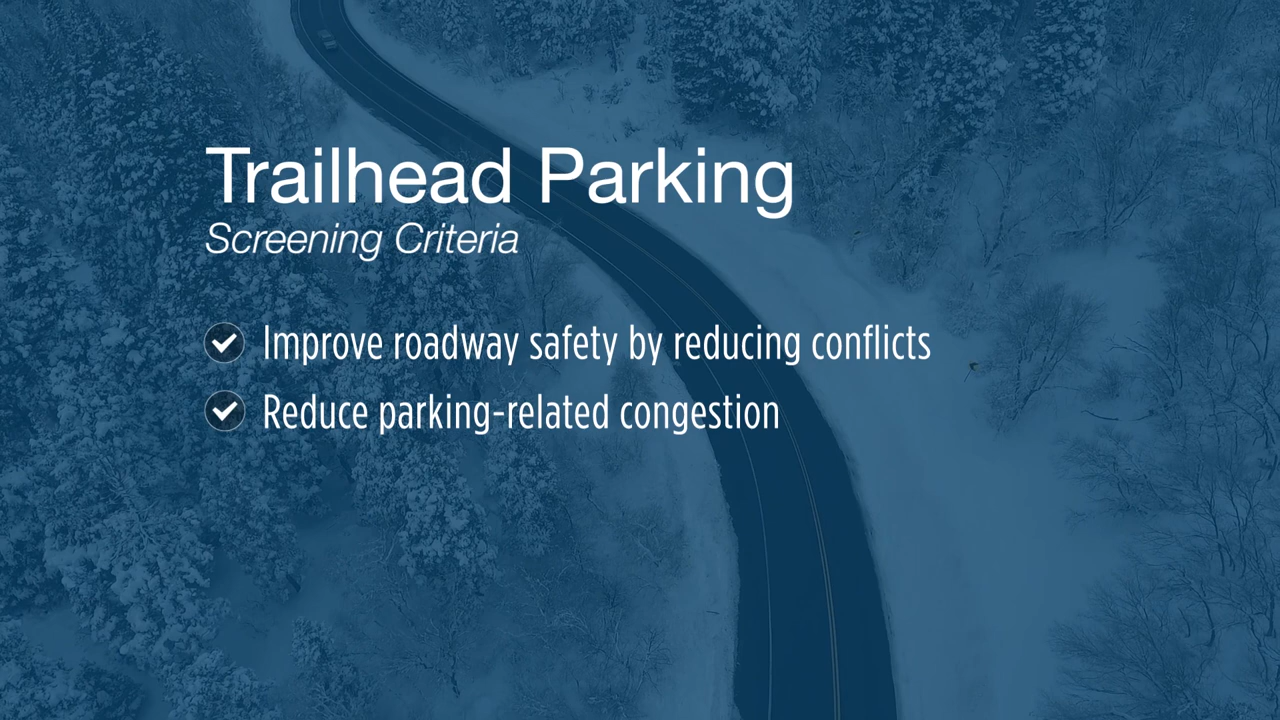 Trailhead Parking
Screening Criteria
Improve roadway safety by reducing conflicts
Reduce parking-related congestion